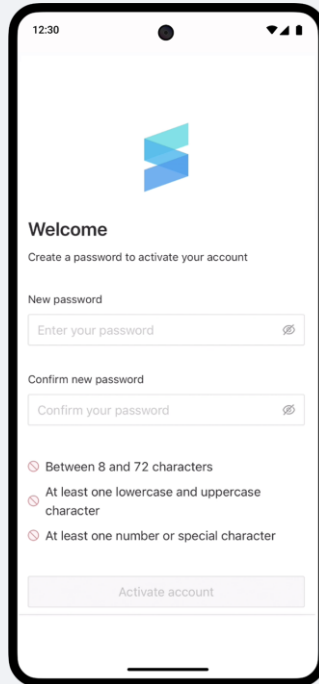 12:30
Welcome
Create a password to activate your account
New password
Enter your password
Confirm new password
Confirm your password
Between 8 and 72 characters
At least one lowercase and uppercase
character
At least one number or special character
Activate account